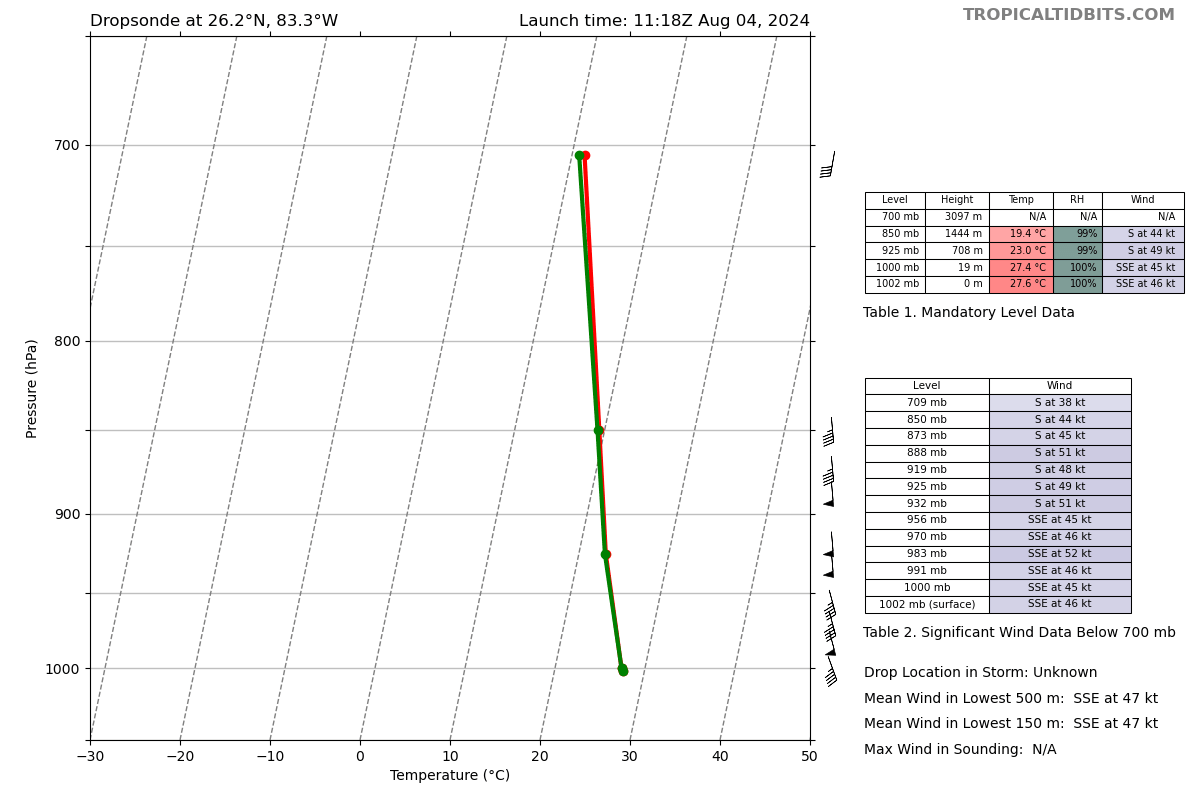 Dropsonde at 26.2°N, 83.3°W Launch time: 11:18Z Aug 04, 2024
TROPICALTIDBITS.COM
700
800
900
1000
Pressure (hPa)
−30 −20 −10 0 10 20 30 40 50
Temperature (°C)
Level Height Temp RH Wind
700 mb 3097 m N/A N/A N/A
850 mb 1444 m 19.4 °C 99% S at 44 kt
925 mb 708 m 23.0 °C 99% S at 49 kt
1000 mb 19 m 27.4 °C 100% SSE at 45 kt
1002 mb 0 m 27.6 °C 100% SSE at 46 kt
Table 1. Mandatory Level Data
Level Wind
709 mb S at 38 kt
850 mb S at 44 kt
873 mb S at 45 kt
888 mb S at 51 kt
919 mb S at 48 kt
925 mb S at 49 kt
932 mb S at 51 kt
956 mb SSE at 45 kt
970 mb SSE at 46 kt
983 mb SSE at 52 kt
991 mb SSE at 46 kt
1000 mb SSE at 45 kt
1002 mb (surface) SSE at 46 kt
Table 2. Significant Wind Data Below 700 mb
Drop Location in Storm: Unknown
Mean Wind in Lowest 500 m: SSE at 47 kt
Mean Wind in Lowest 150 m: SSE at 47 kt
Max Wind in Sounding: N/A